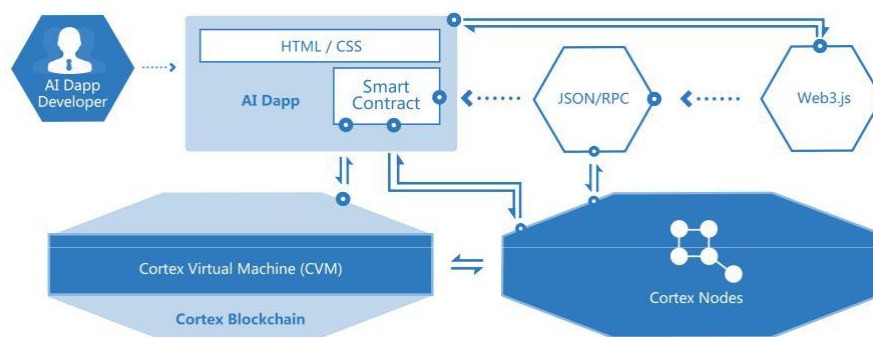 AI Dapp
Developer
HTML / CSS
AI Dapp
Smart
Contract
JSON/RPC
Web3.js
Cortex Virtual Machine (CVM)
Cortex Blockchain
Cortex Nodes